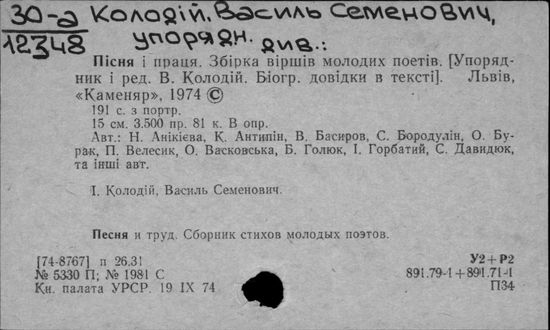 30-а Колодій, Василь Семенович,
12348 упорядн. див.:
Пісня і праця. Збірка віршів молодих поетів. [Упоряд-
ник і ред. В. Колодій. Біогр. довідки в тексті]. Львів,
«Каменяр», 1974 ©
191 с. з портр.
15 см. 3.500 пр. 81 к. В опр.
Авт.: Н. Анікієва, К. Антипін, В. Басиров, С. Бородулін, О. Бу-
рак, П. Велесик, О. Васковська, Б. Голюк, І. Горбатий, С. Давидюк,
та інші авт.
І. Колодій, Василь Семенович.
Песня и труд. Сборник стихов молодых поэтов.
[74-8767] п 26.31 У2+Р2
№ 5330 П; № 1981 С 891.79-1+891.71-1
Кн. палата УРСР. 19 IX 74 П34